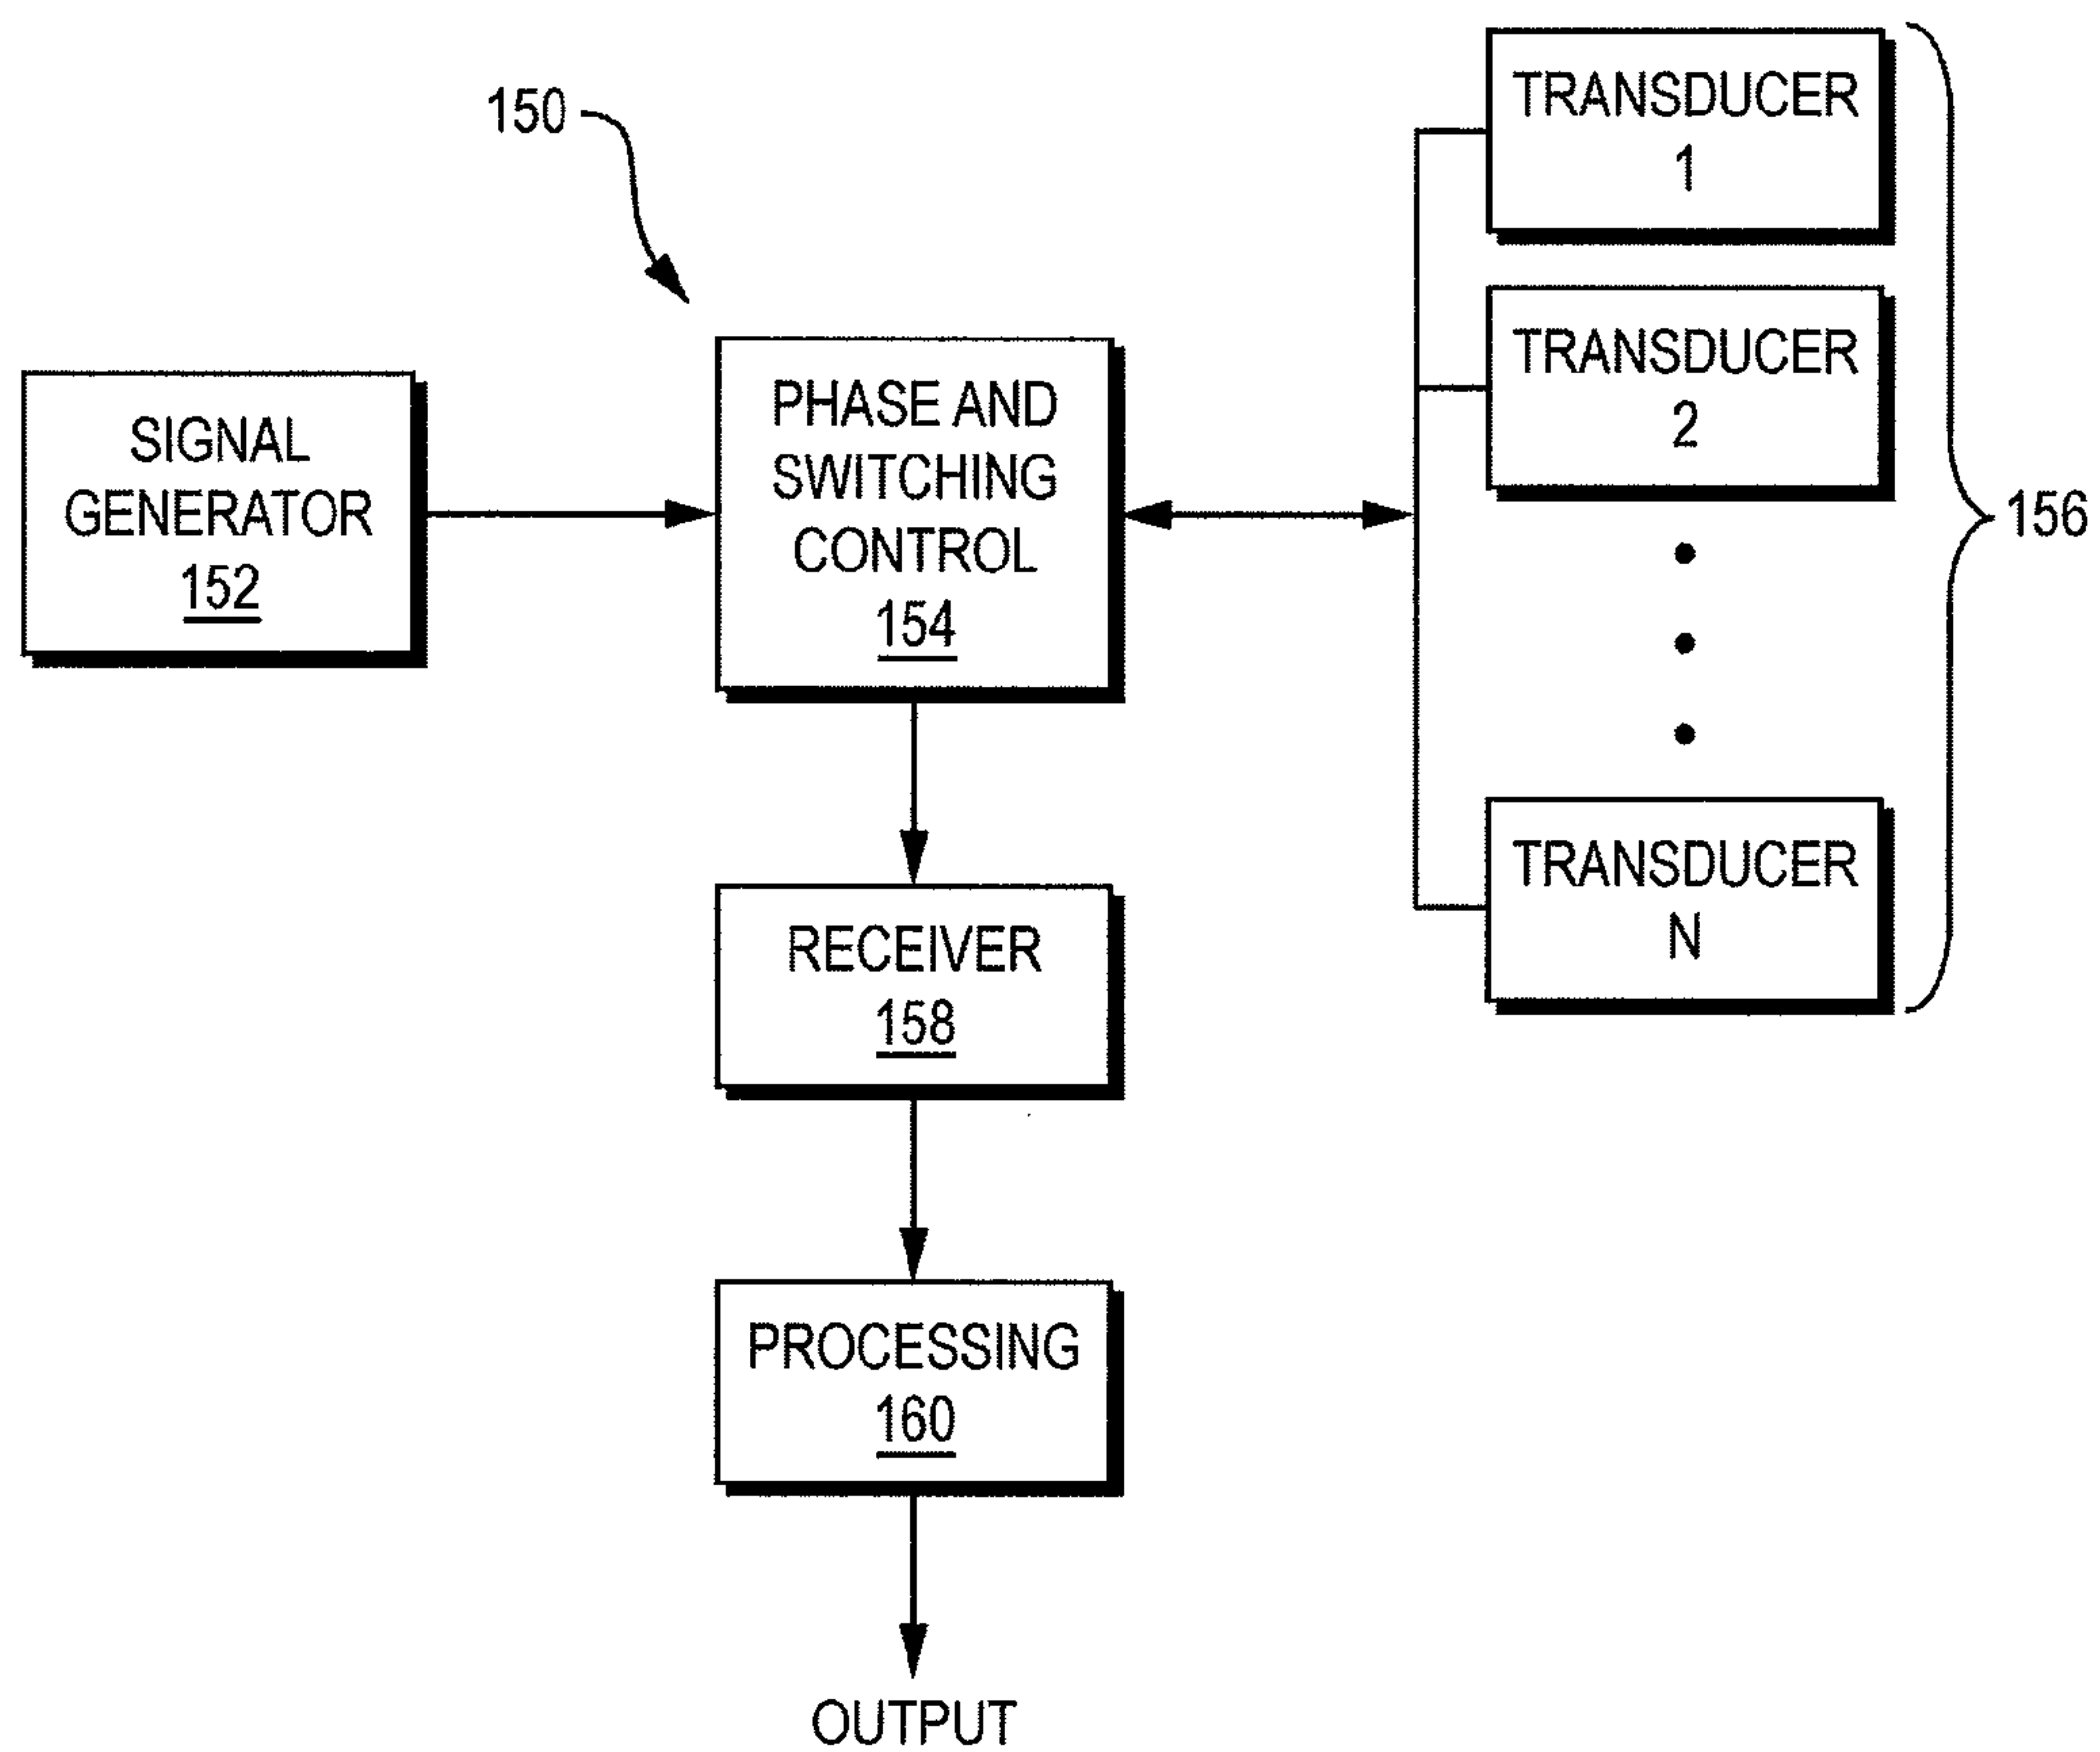 150
SIGNAL
GENERATOR
152
PHASE AND
SWITCHING
CONTROL
154
TRANSDUCER
1
TRANSDUCER
2
TRANSDUCER
N
156
RECEIVER
158
PROCESSING
160
OUTPUT